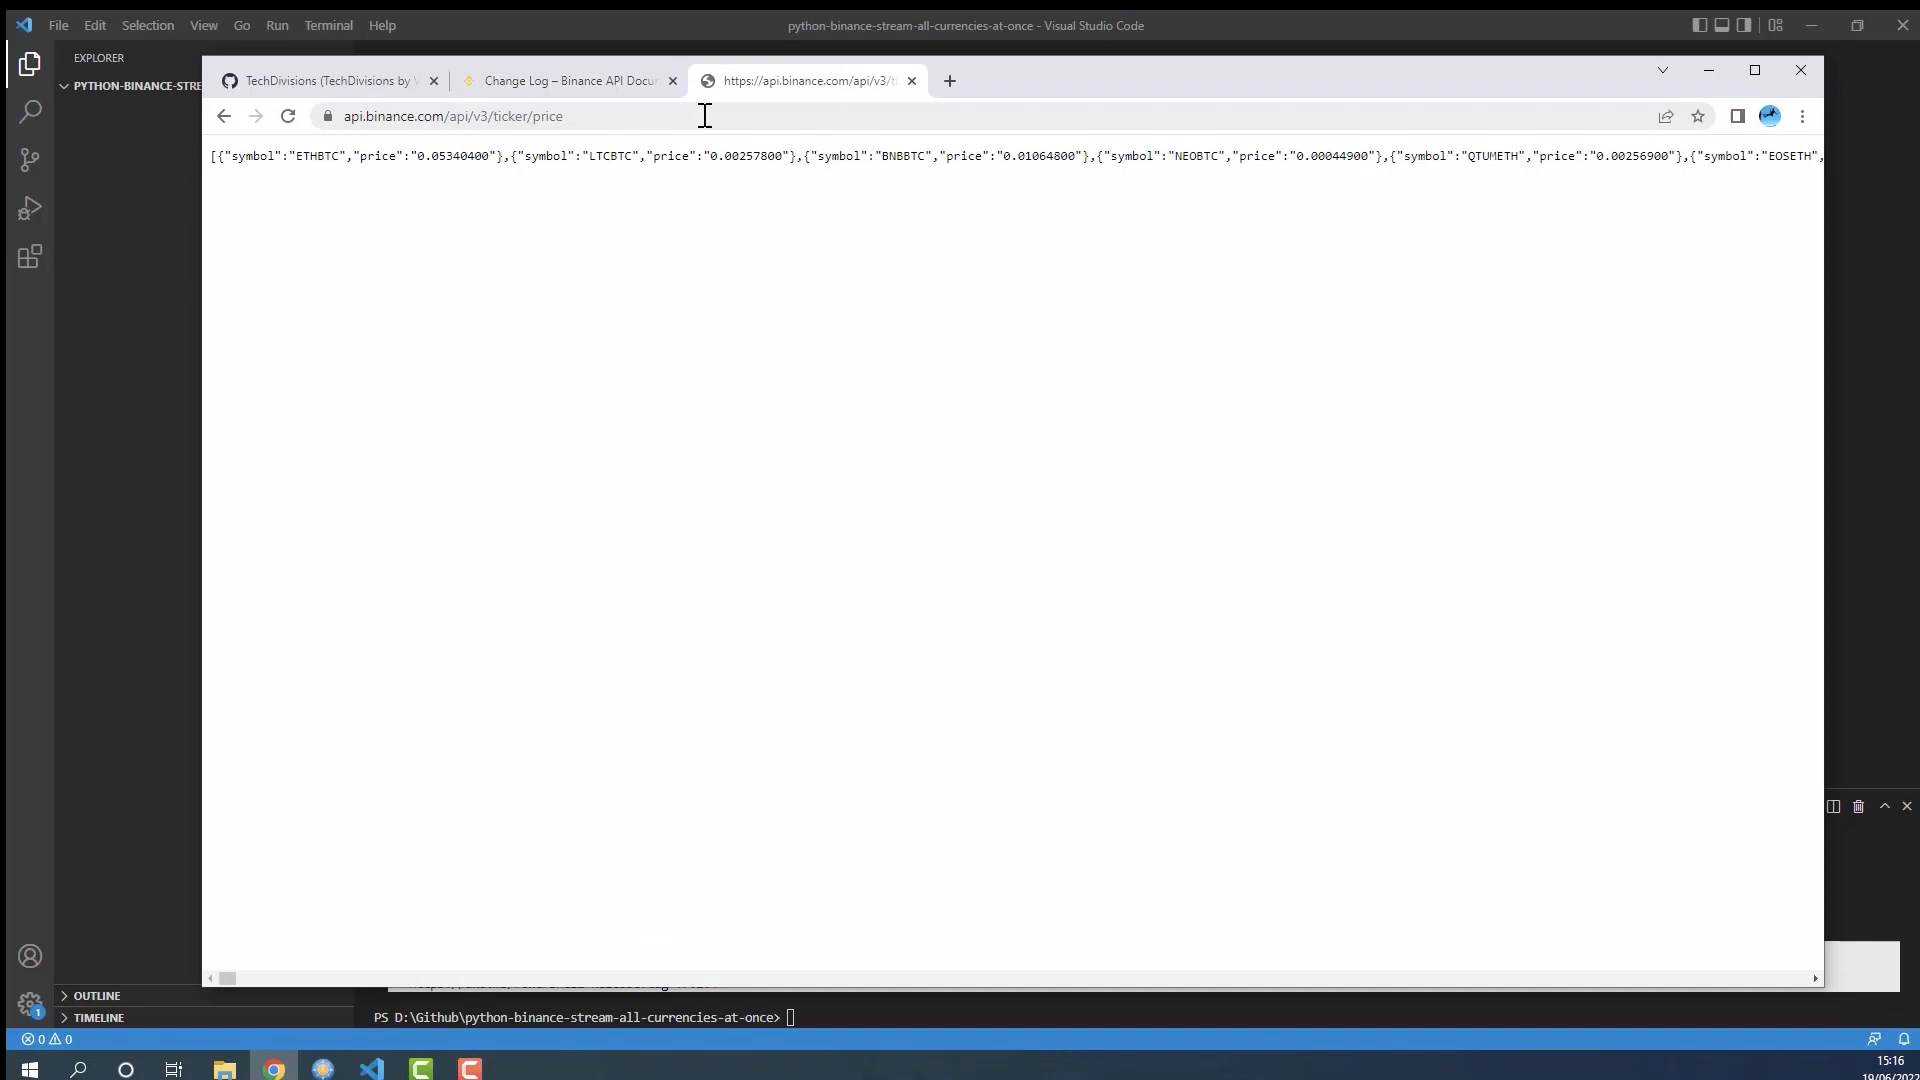 File Edit Selection View Go Run Terminal Help
python-binance-stream-all-currencies-at-once - Visual Studio Code
EXPLORER
PYTHON-BINANCE-STRE
TechDivisions (TechDivisions by
Change Log – Binance API Docu
https://api.binance.com/api/v3/t
api.binance.com/api/v3/ticker/price
[{"symbol":"ETHBTC","price":"0.05340400"},{"symbol":"LTCBTC","price":"0.00257800"},{"symbol":"BNBBTC","price":"0.01064800"},{"symbol":"NEOBTC","price":"0.00044900"},{"symbol":"QTUMETH","price":"0.00256900"},{"symbol":"EOSETH",
OUTLINE
TIMELINE
PS D:\Github\python-binance-stream-all-currencies-at-once>
1
0 0
15:16
19/06/2022